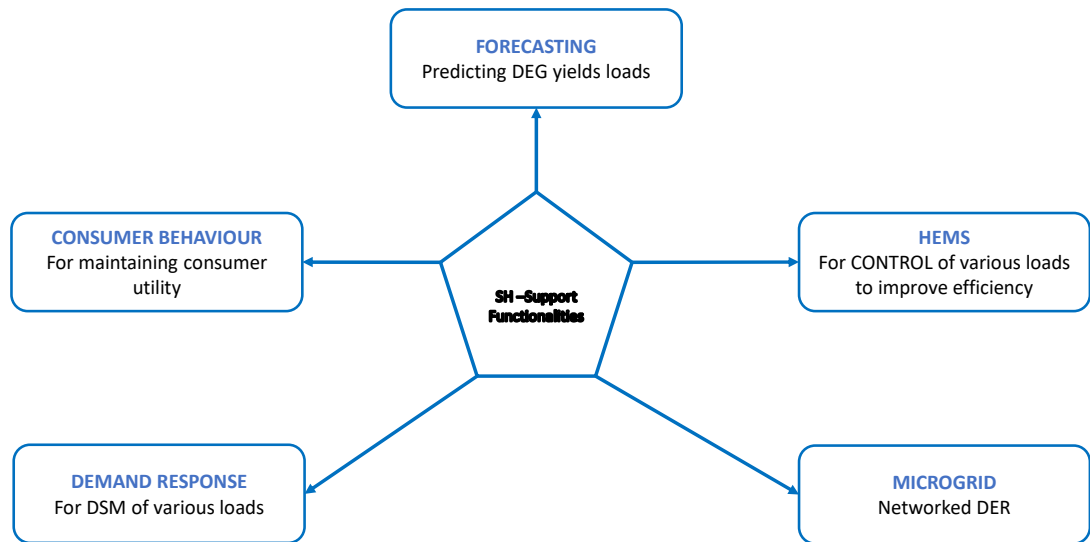 FORECASTING
Predicting DEG yields loads
CONSUMER BEHAVIOUR
For maintaining consumer
utility
HEMS
For CONTROL of various loads
to improve efficiency
SH –Support
Functionalities
DEMAND RESPONSE
For DSM of various loads
MICROGRID
Networked DER